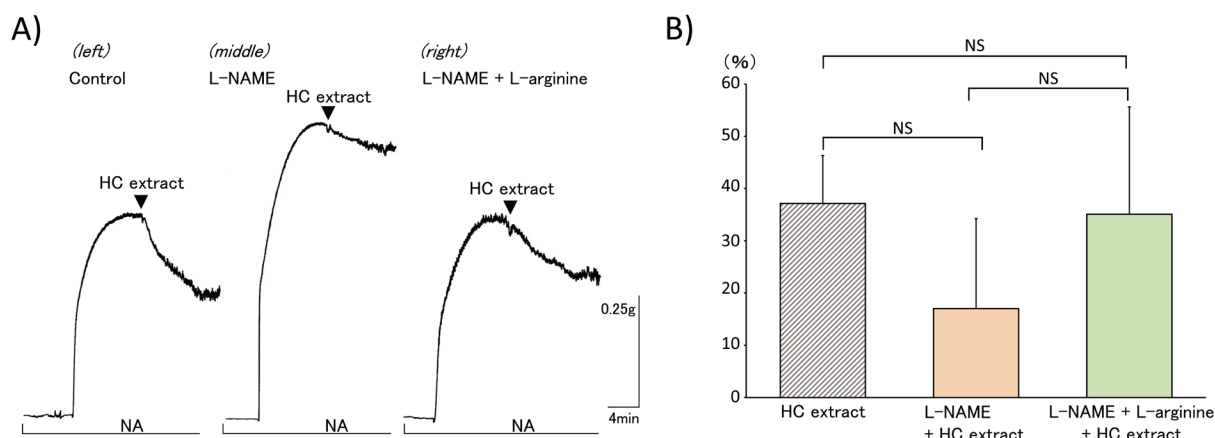 A)
(left)
Control
(middle)
L-NAME
(right)
L-NAME + L-arginine
HC extract
HC extract
HC extract
0.25g
4min
NA
NA
NA
B)
(%)
60
50
40
30
20
10
0
NS
NS
NS
HC extract
L-NAME
+ HC extract
L-NAME + L-arginine
+ HC extract